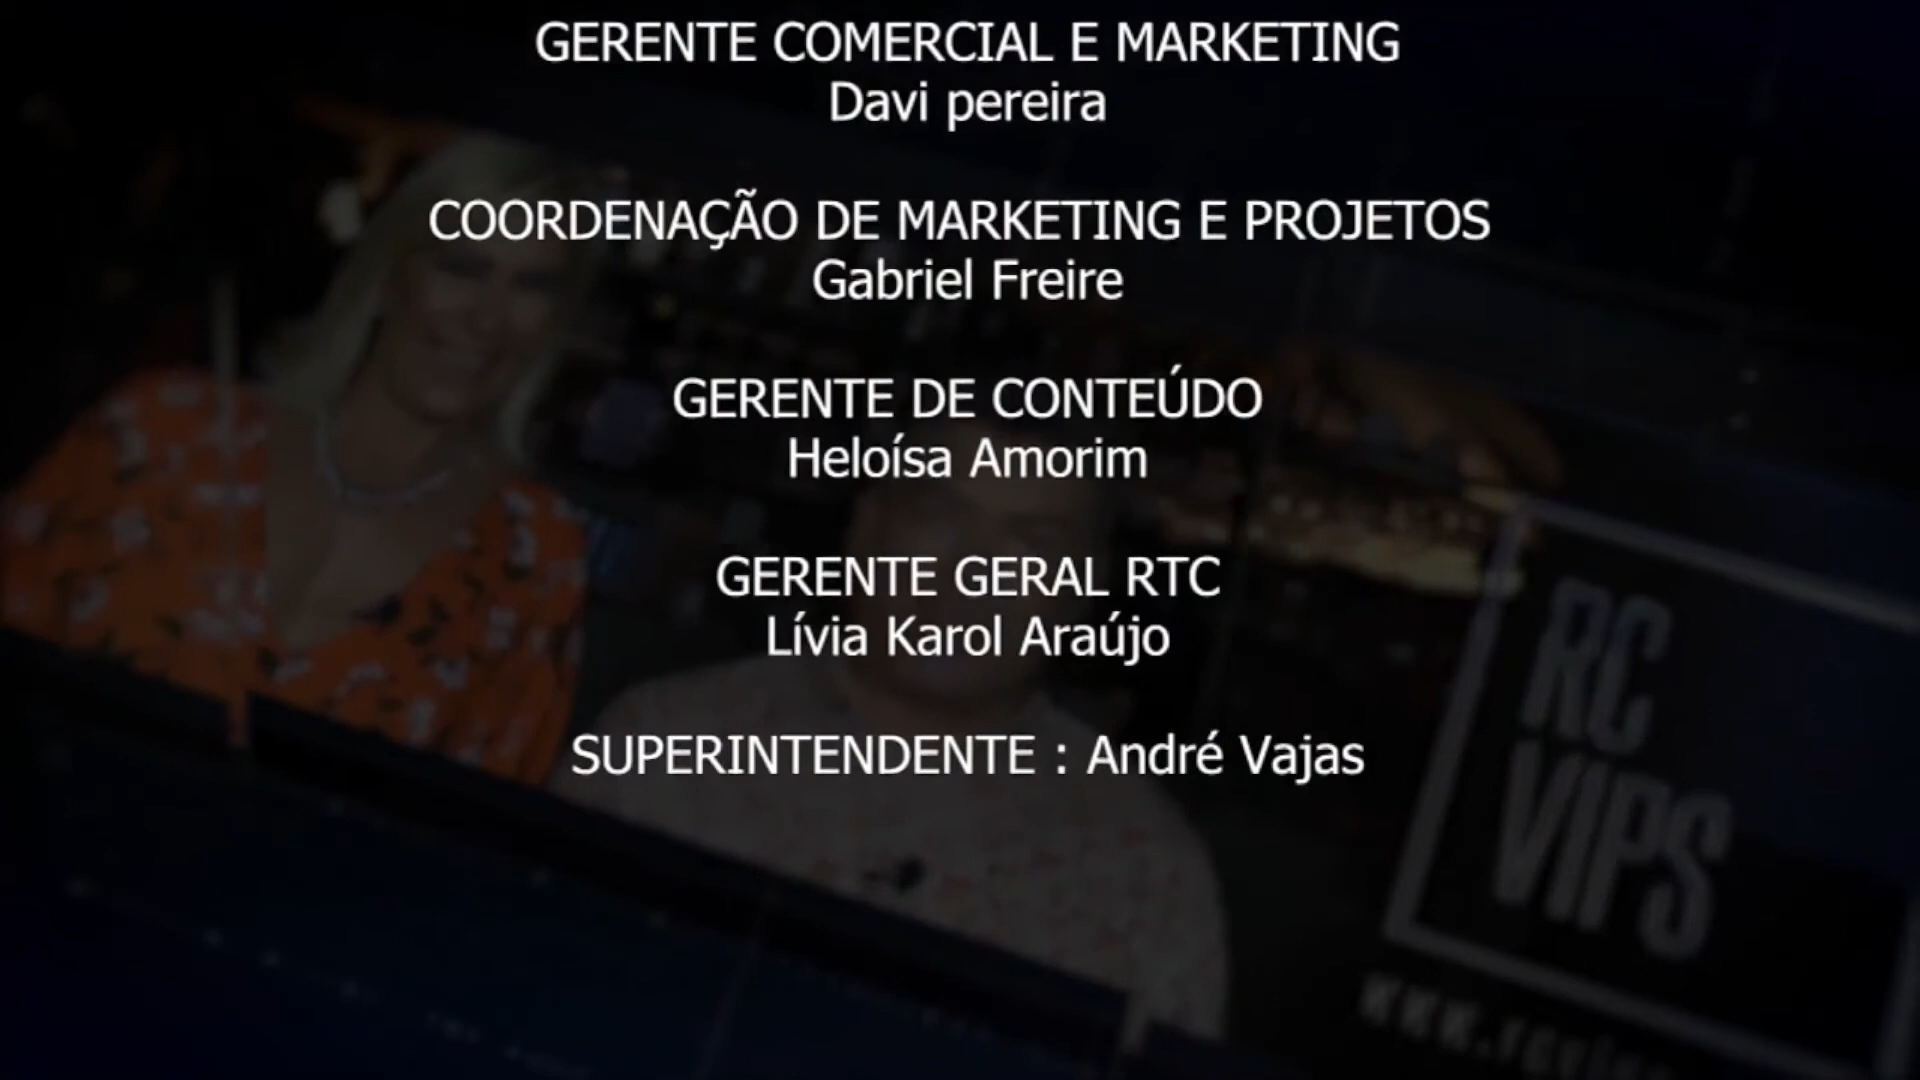 GERENTE COMERCIAL E MARKETING
Davi pereira
COORDENAÇÃO DE MARKETING E PROJETOS
Gabriel Freire
GERENTE DE CONTEÚDO
Heloísa Amorim
GERENTE GERAL RTC
Lívia Karol Araújo
SUPERINTENDENTE : André Vajas
RC
VIPS